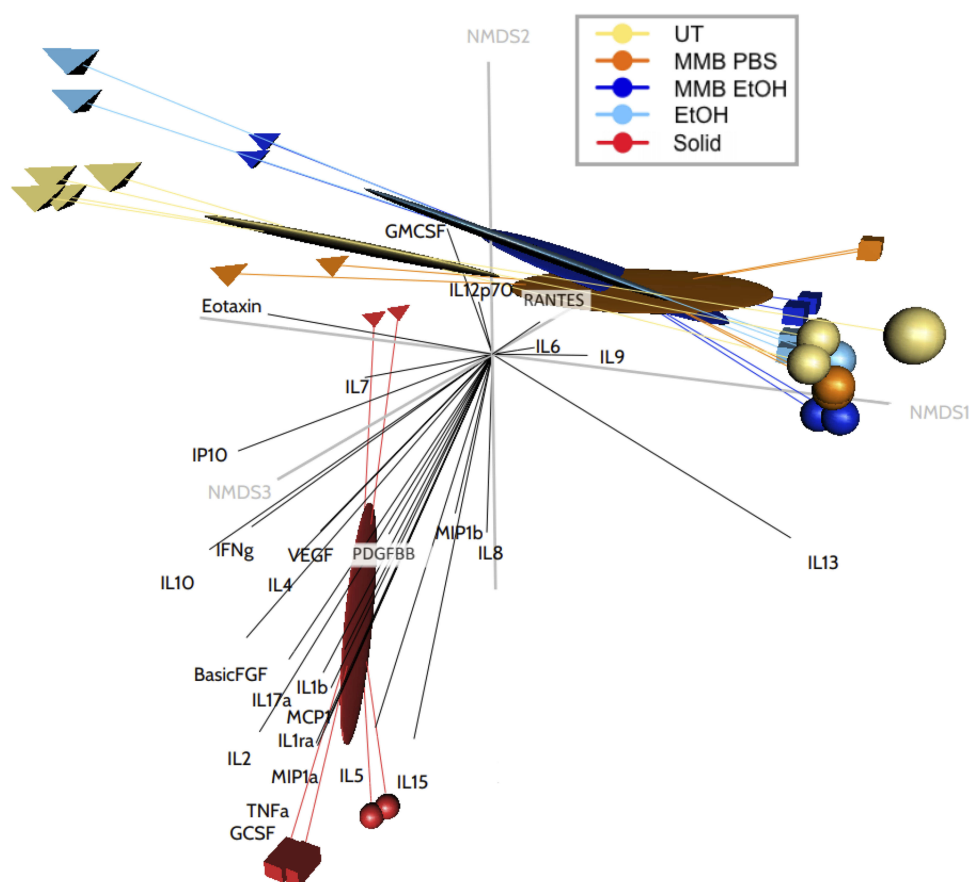 NMDS2
UT
MMB PBS
MMB EtOH
EtOH
Solid
GMCSF
IL12p70
RANTES
Eotaxin
IL6
IL9
IL7
NMDS1
IP10
NMDS3
MIP1b
IFNg
VEGF
PDGFBB
IL8
IL13
IL10
IL4
BasicFGF
IL1b
IL17a
MCP1
IL1ra
IL2
MIP1a
IL5
IL15
TNFa
GCSF